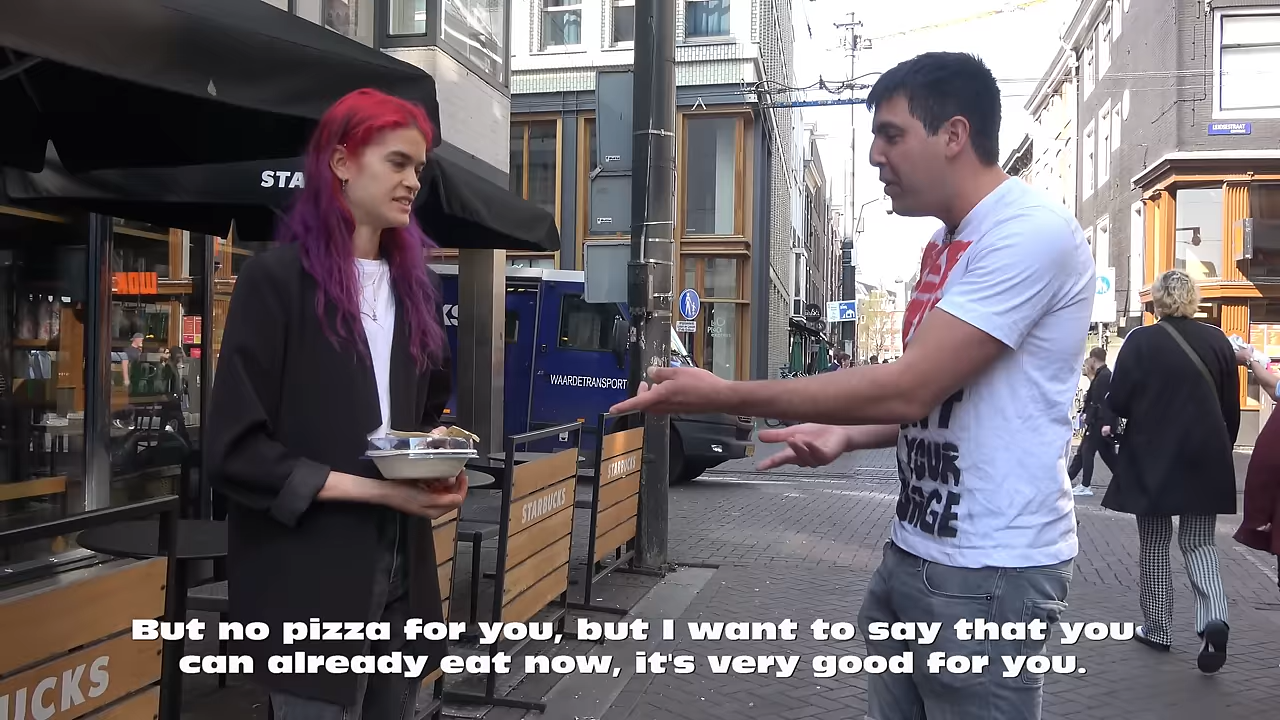 STA
now
WAARDETRANSPORT
STARBUCKS
STARBUCKS
UCKS
LEIDSESTRAAT
YOUR
But no pizza for you, but I want to say that you
can already eat now, it's very good for you.